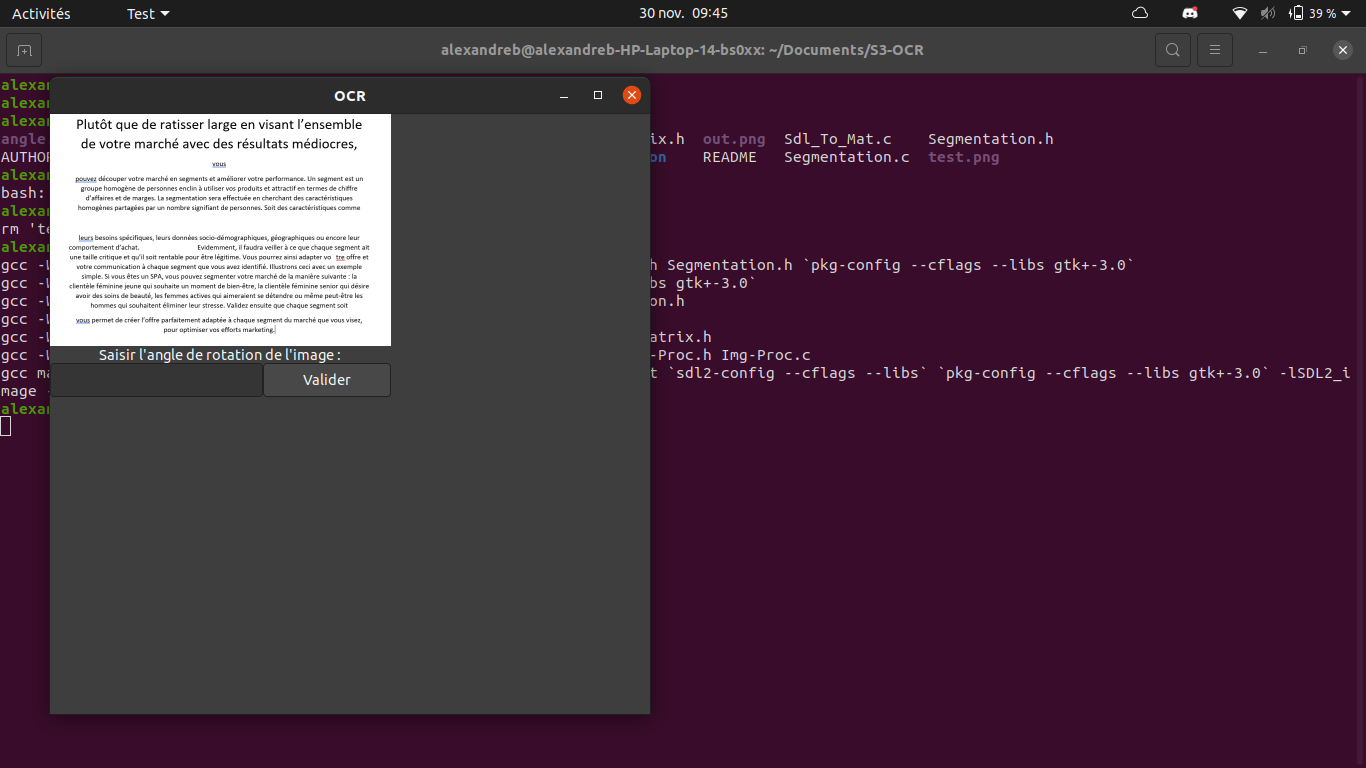 Activités Test 30 nov. 09:45 39 %
alexandreb@alexandreb-HP-Laptop-14-bs0xx: ~/Documents/S3-OCR
OCR
Plutôt que de ratisser large en visant l’ensemble
de votre marché avec des résultats médiocres,
vous
pouvez découper votre marché en segments et améliorer votre performance. Un segment est un
groupe homogène de personnes enclin à utiliser vos produits et attractif en termes de chiffre
d'affaires et de marges. La segmentation sera effectuée en cherchant des caractéristiques
homogènes partagées par un nombre signifiant de personnes. Soit des caractéristiques comme
leurs besoins spécifiques, leurs données socio-démographiques, géographiques ou encore leur
comportement d'achat. Evidemment, il faudra veiller à ce que chaque segment ait
une taille critique et qu'il soit rentable pour être légitime. Vous pourrez ainsi adapter vo tre offre et
votre communication à chaque segment que vous avez identifié. Illustrons ceci avec un exemple
simple. Si vous êtes un SPA, vous pouvez segmenter votre marché de la manière suivante : la
clientèle féminine jeune qui souhaite un moment de bien-être, la clientèle féminine senior qui désire
avoir des soins de beauté, les femmes actives qui aimeraient se détendre ou même peut-être les
hommes qui souhaitent éliminer leur stresse. Validez ensuite que chaque segment soit
vous permet de créer l’offre parfaitement adaptée à chaque segment du marché que vous visez,
pour optimiser vos efforts marketing.
Saisir l'angle de rotation de l'image :
Valider
alexan
alexan
alexan
angle ix.h out.png Sdl_To_Mat.c Segmentation.h
AUTHOR on README Segmentation.c test.png
alexan
bash:
alexan
rm 'te
alexan
gcc -W h Segmentation.h `pkg-config --cflags --libs gtk+-3.0`
gcc -W bs gtk+-3.0`
gcc -W on.h
gcc -W
gcc -W atrix.h
gcc -W -Proc.h Img-Proc.c
gcc ma t `sdl2-config --cflags --libs` `pkg-config --cflags --libs gtk+-3.0` -lSDL2_i
mage
alexan